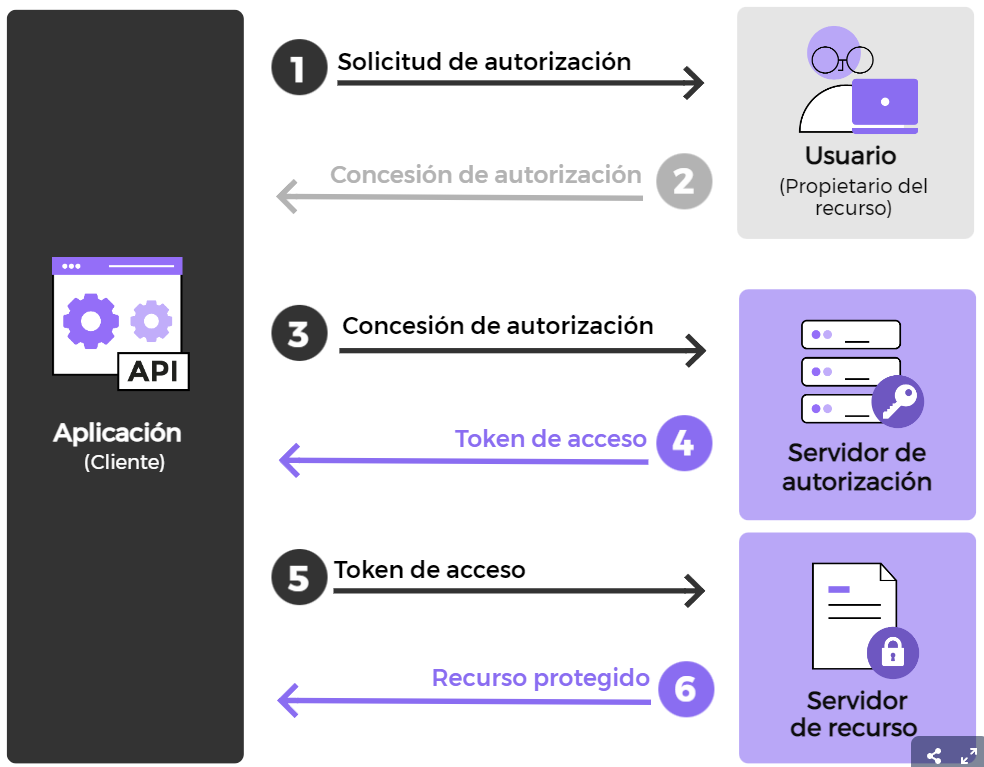 1
Solicitud de autorización
Concesión de autorización
2
Usuario
(Propietario del
recurso)
API
Aplicación
(Cliente)
3
Concesión de autorización
Token de acceso
4
Servidor de
autorización
5
Token de acceso
Recurso protegido
6
Servidor
de recurso